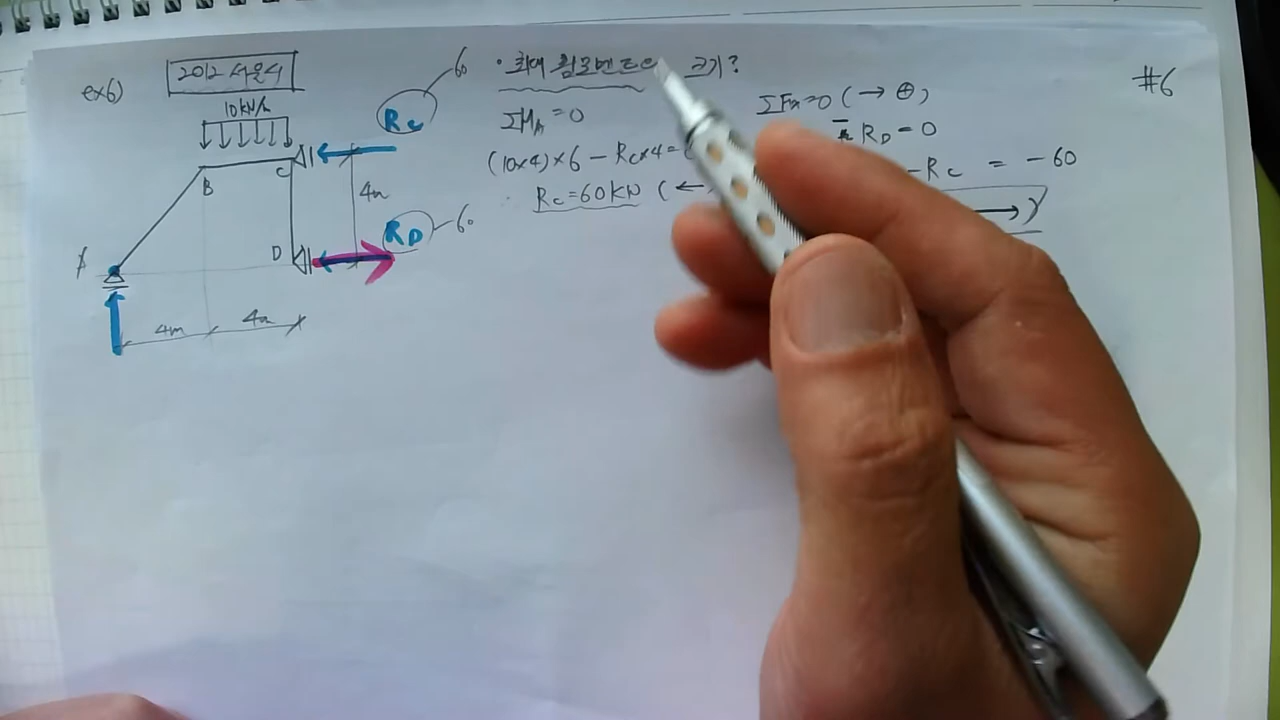 ex6) 2012 서울시
10kN/m
Rc 60
4m
RD 60
A B C D
4m 4m
· 최대 휨모멘트의 크기?
ΣMA = 0
(10×4)×6 - Rc×4 =
Rc = 60kN (←
ΣFx = 0 (→ ⊕)
RD = 0
-Rc = -60
→)
#6